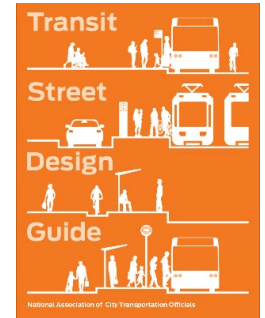 Transit
Street
Design
Guide
National Association of City Transportation Officials